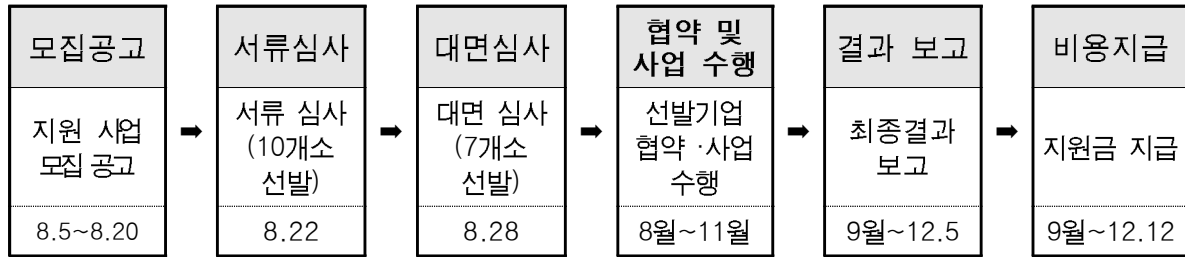 모집공고
지원 사업
모집 공고
8.5~8.20
➡
서류심사
서류 심사
(10개소
선발)
8.22
➡
대면심사
대면 심사
(7개소
선발)
8.28
➡
협약 및
사업 수행
선발기업
협약 ·사업
수행
8월~11월
➡
결과 보고
최종결과
보고
9월~12.5
➡
비용지급
지원금 지급
9월~12.12